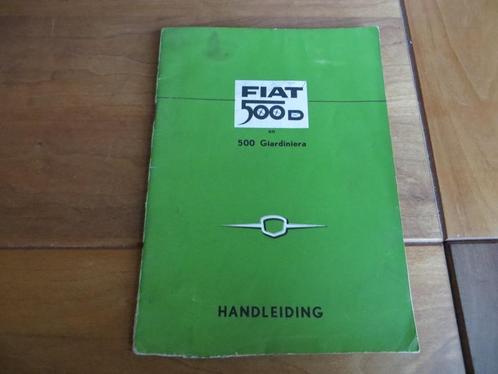 FIAT
500 D
en
500 Giardiniera
HANDLEIDING